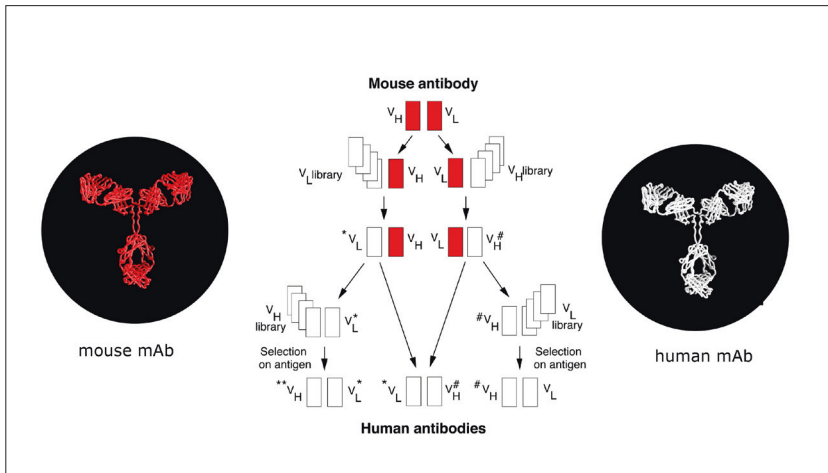 Mouse antibody
VH VL
VL library VH VL VH library
*VL VH VL VH#
VH library VL* #VH VL library
mouse mAb
Selection on antigen
Selection on antigen
human mAb
**VH VL* *VL VH# #VH VL
Human antibodies